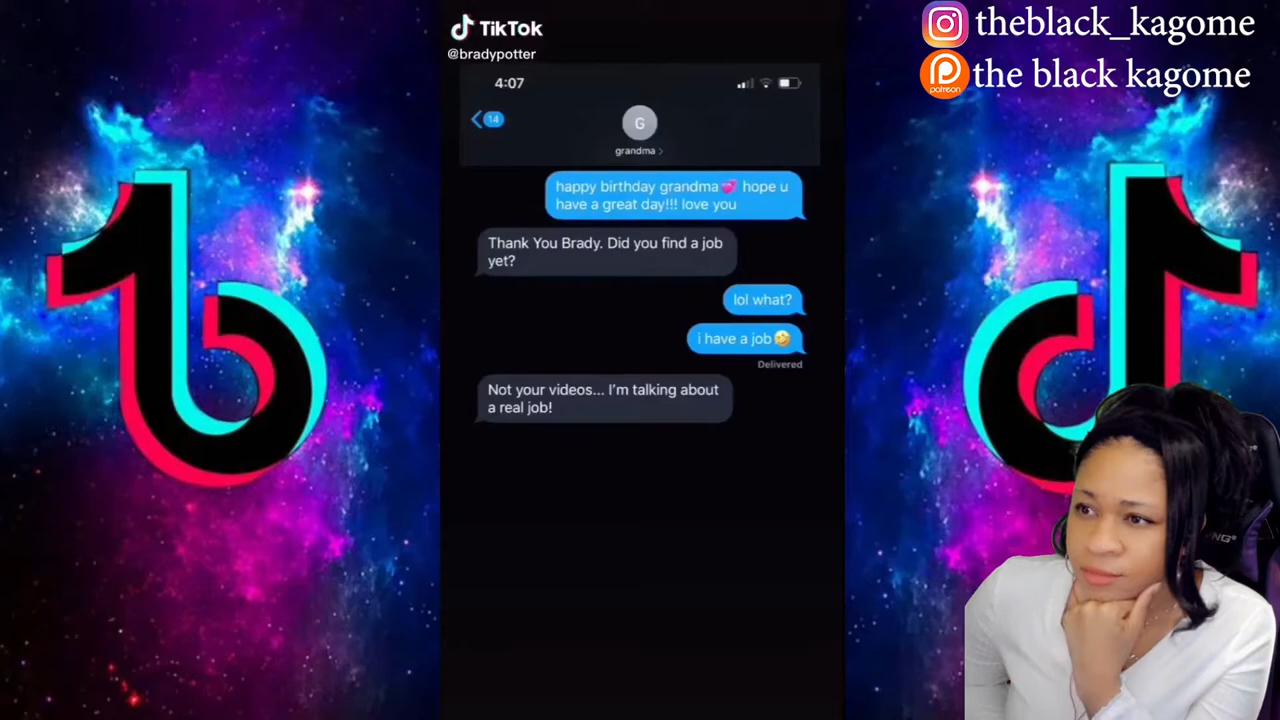 TikTok
@bradypotter
theblack_kagome
the black kagome
patreon
4:07
14
G
grandma
happy birthday grandma💞 hope u
have a great day!!! love you
Thank You Brady. Did you find a job
yet?
lol what?
i have a job🤣
Delivered
Not your videos... I'm talking about
a real job!